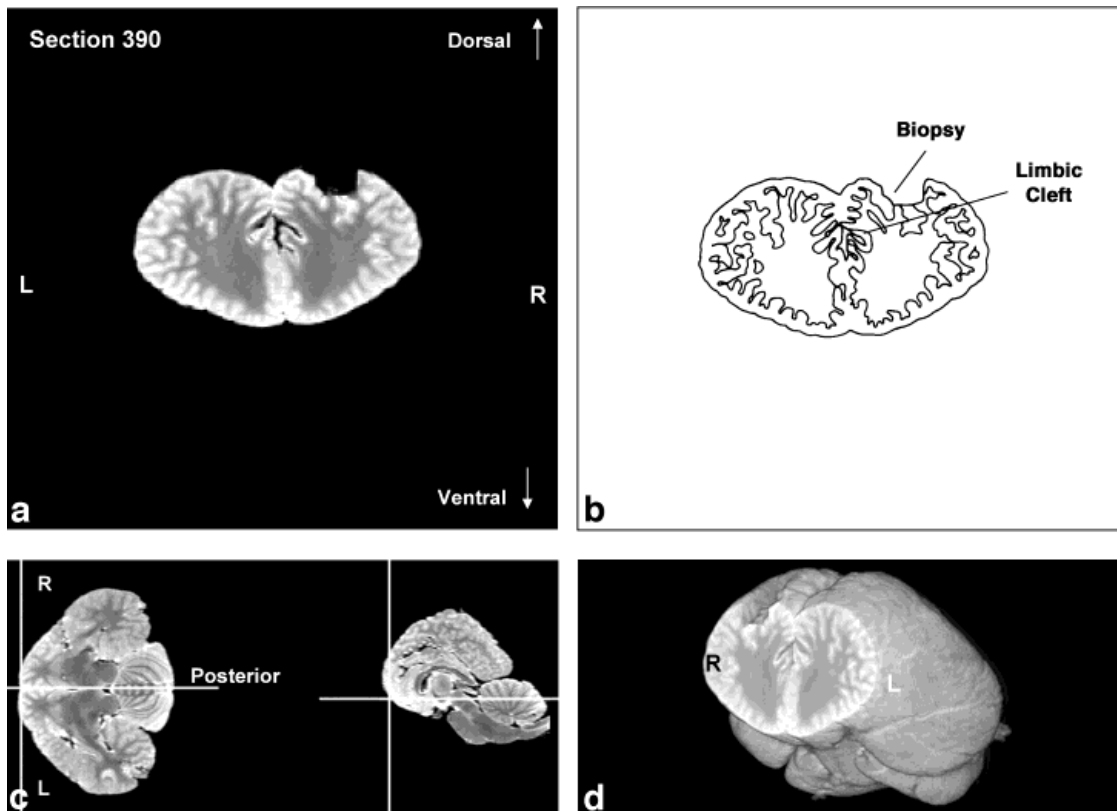 Section 390
Dorsal
L
R
Ventral
a
Biopsy
Limbic
Cleft
b
R
Posterior
L
c
R
L
d